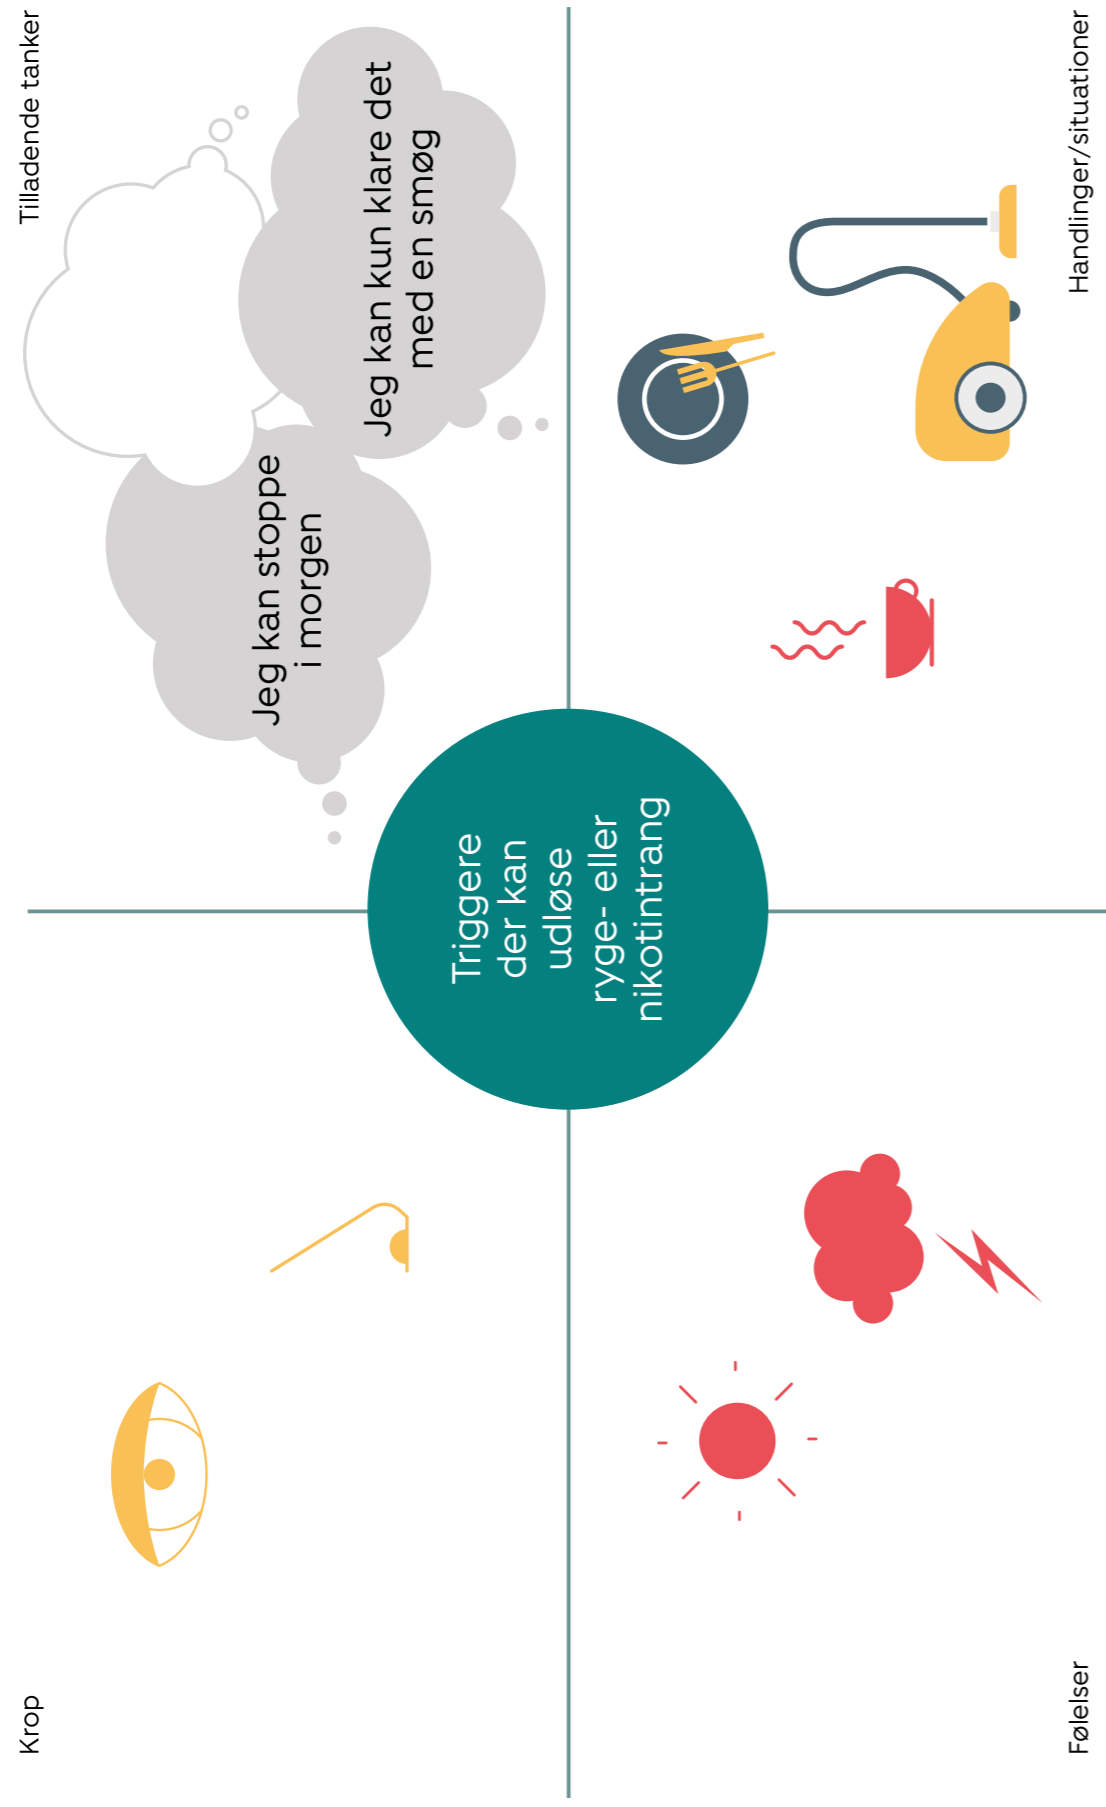 Krop
Tilladende tanker
Jeg kan stoppe
i morgen
Jeg kan kun klare det
med en smøg
Triggere
der kan
udløse
ryge- eller
nikotintrang
Følelser
Handlinger/situationer